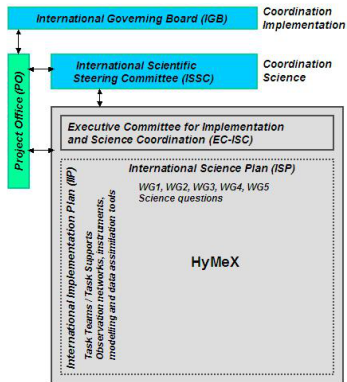 International Governing Board (IGB)
Coordination
Implementation
Project Office (PO)
International Scientific
Steering Committee (ISSC)
Coordination
Science
Executive Committee for Implementation
and Science Coordination (EC-ISC)
International Science Plan (ISP)
WG1, WG2, WG3, WG4, WG5
Science questions
HyMeX
International Implementation Plan (IIP)
Task Teams / Task Supports
Observation networks, instruments,
modelling and data assimilation tools